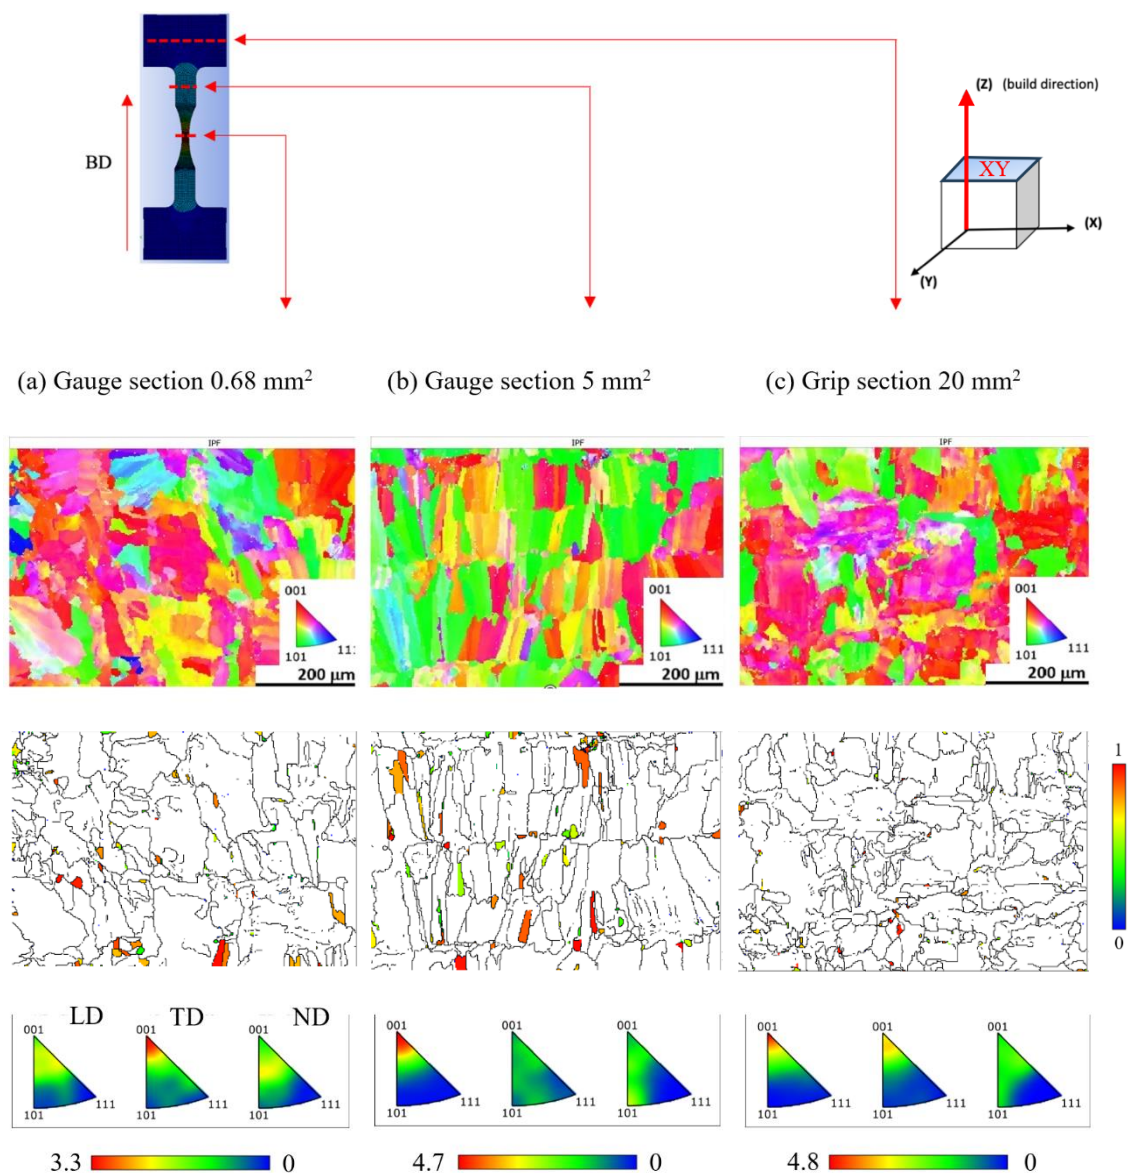 BD
(Z) (build direction)
XY
(X)
(Y)
(a) Gauge section 0.68 mm²
(b) Gauge section 5 mm²
(c) Grip section 20 mm²
IPF
IPF
IPF
001
101
111
200 μm
001
101
111
200 μm
001
101
111
200 μm
1
0
LD
TD
ND
001
101
111
001
101
111
001
101
111
001
101
111
001
101
111
001
101
111
001
101
111
001
101
111
001
101
111
3.3
0
4.7
0
4.8
0